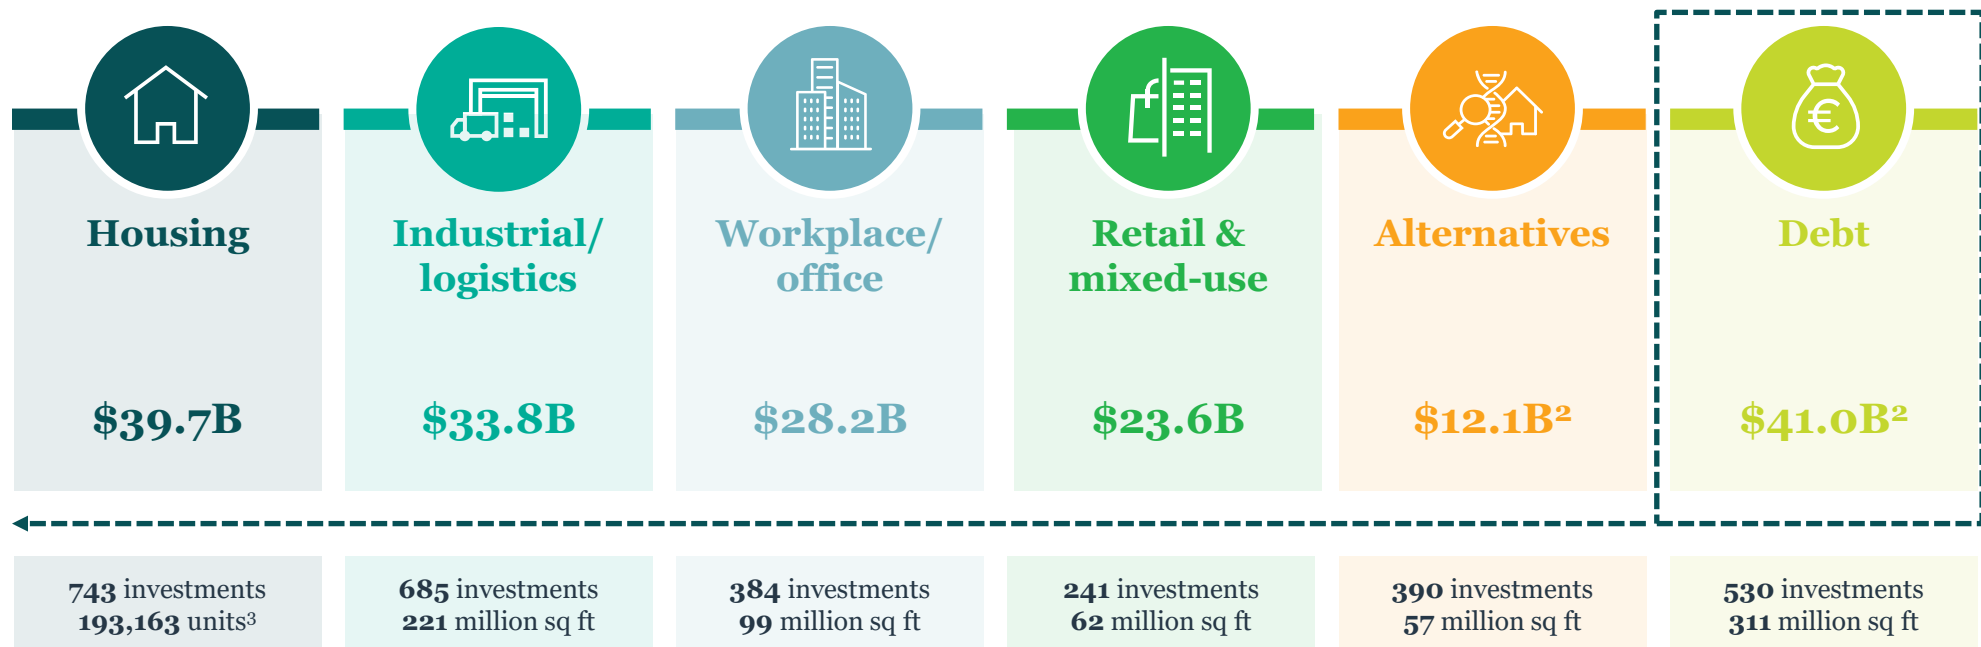 Housing
$39.7B
743 investments
193,163 units³
Industrial/
logistics
$33.8B
685 investments
221 million sq ft
Workplace/
office
$28.2B
384 investments
99 million sq ft
Retail &
mixed-use
$23.6B
241 investments
62 million sq ft
Alternatives
$12.1B²
390 investments
57 million sq ft
€
Debt
$41.0B²
530 investments
311 million sq ft